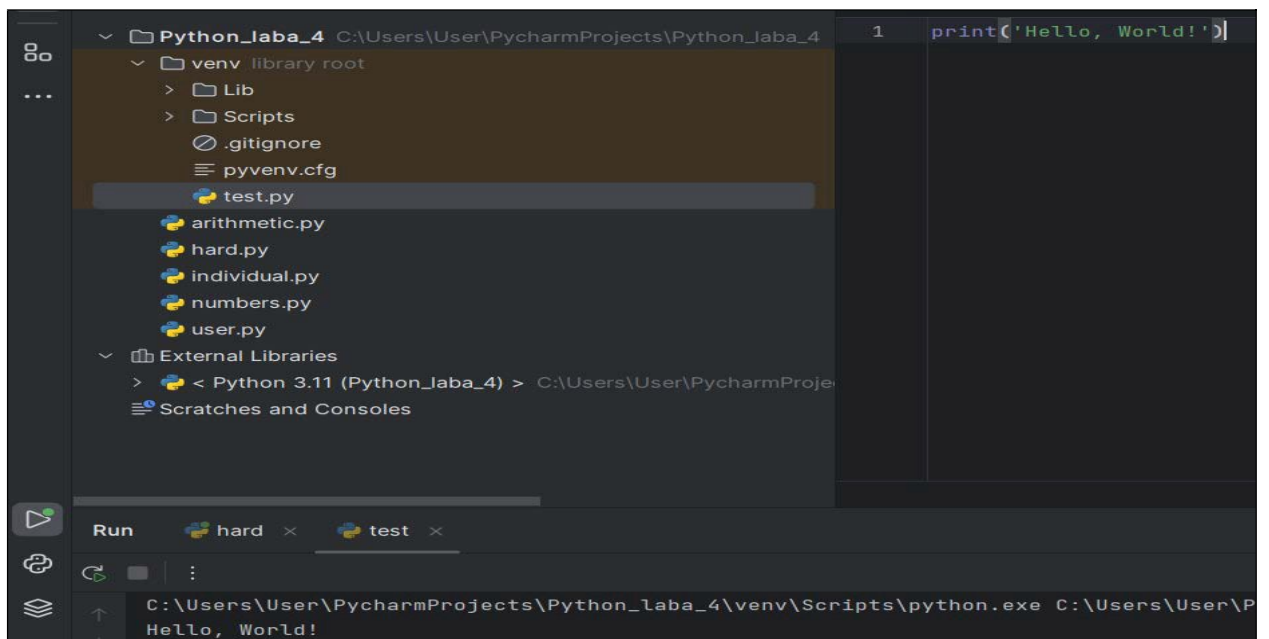 Python_laba_4 C:\Users\User\PycharmProjects\Python_laba_4
venv library root
Lib
Scripts
.gitignore
pyvenv.cfg
test.py
arithmetic.py
hard.py
individual.py
numbers.py
user.py
External Libraries
< Python 3.11 (Python_laba_4) > C:\Users\User\PycharmProje
Scratches and Consoles
1 print('Hello, World!')
Run hard × test ×
C:\Users\User\PycharmProjects\Python_laba_4\venv\Scripts\python.exe C:\Users\User\P
Hello, World!